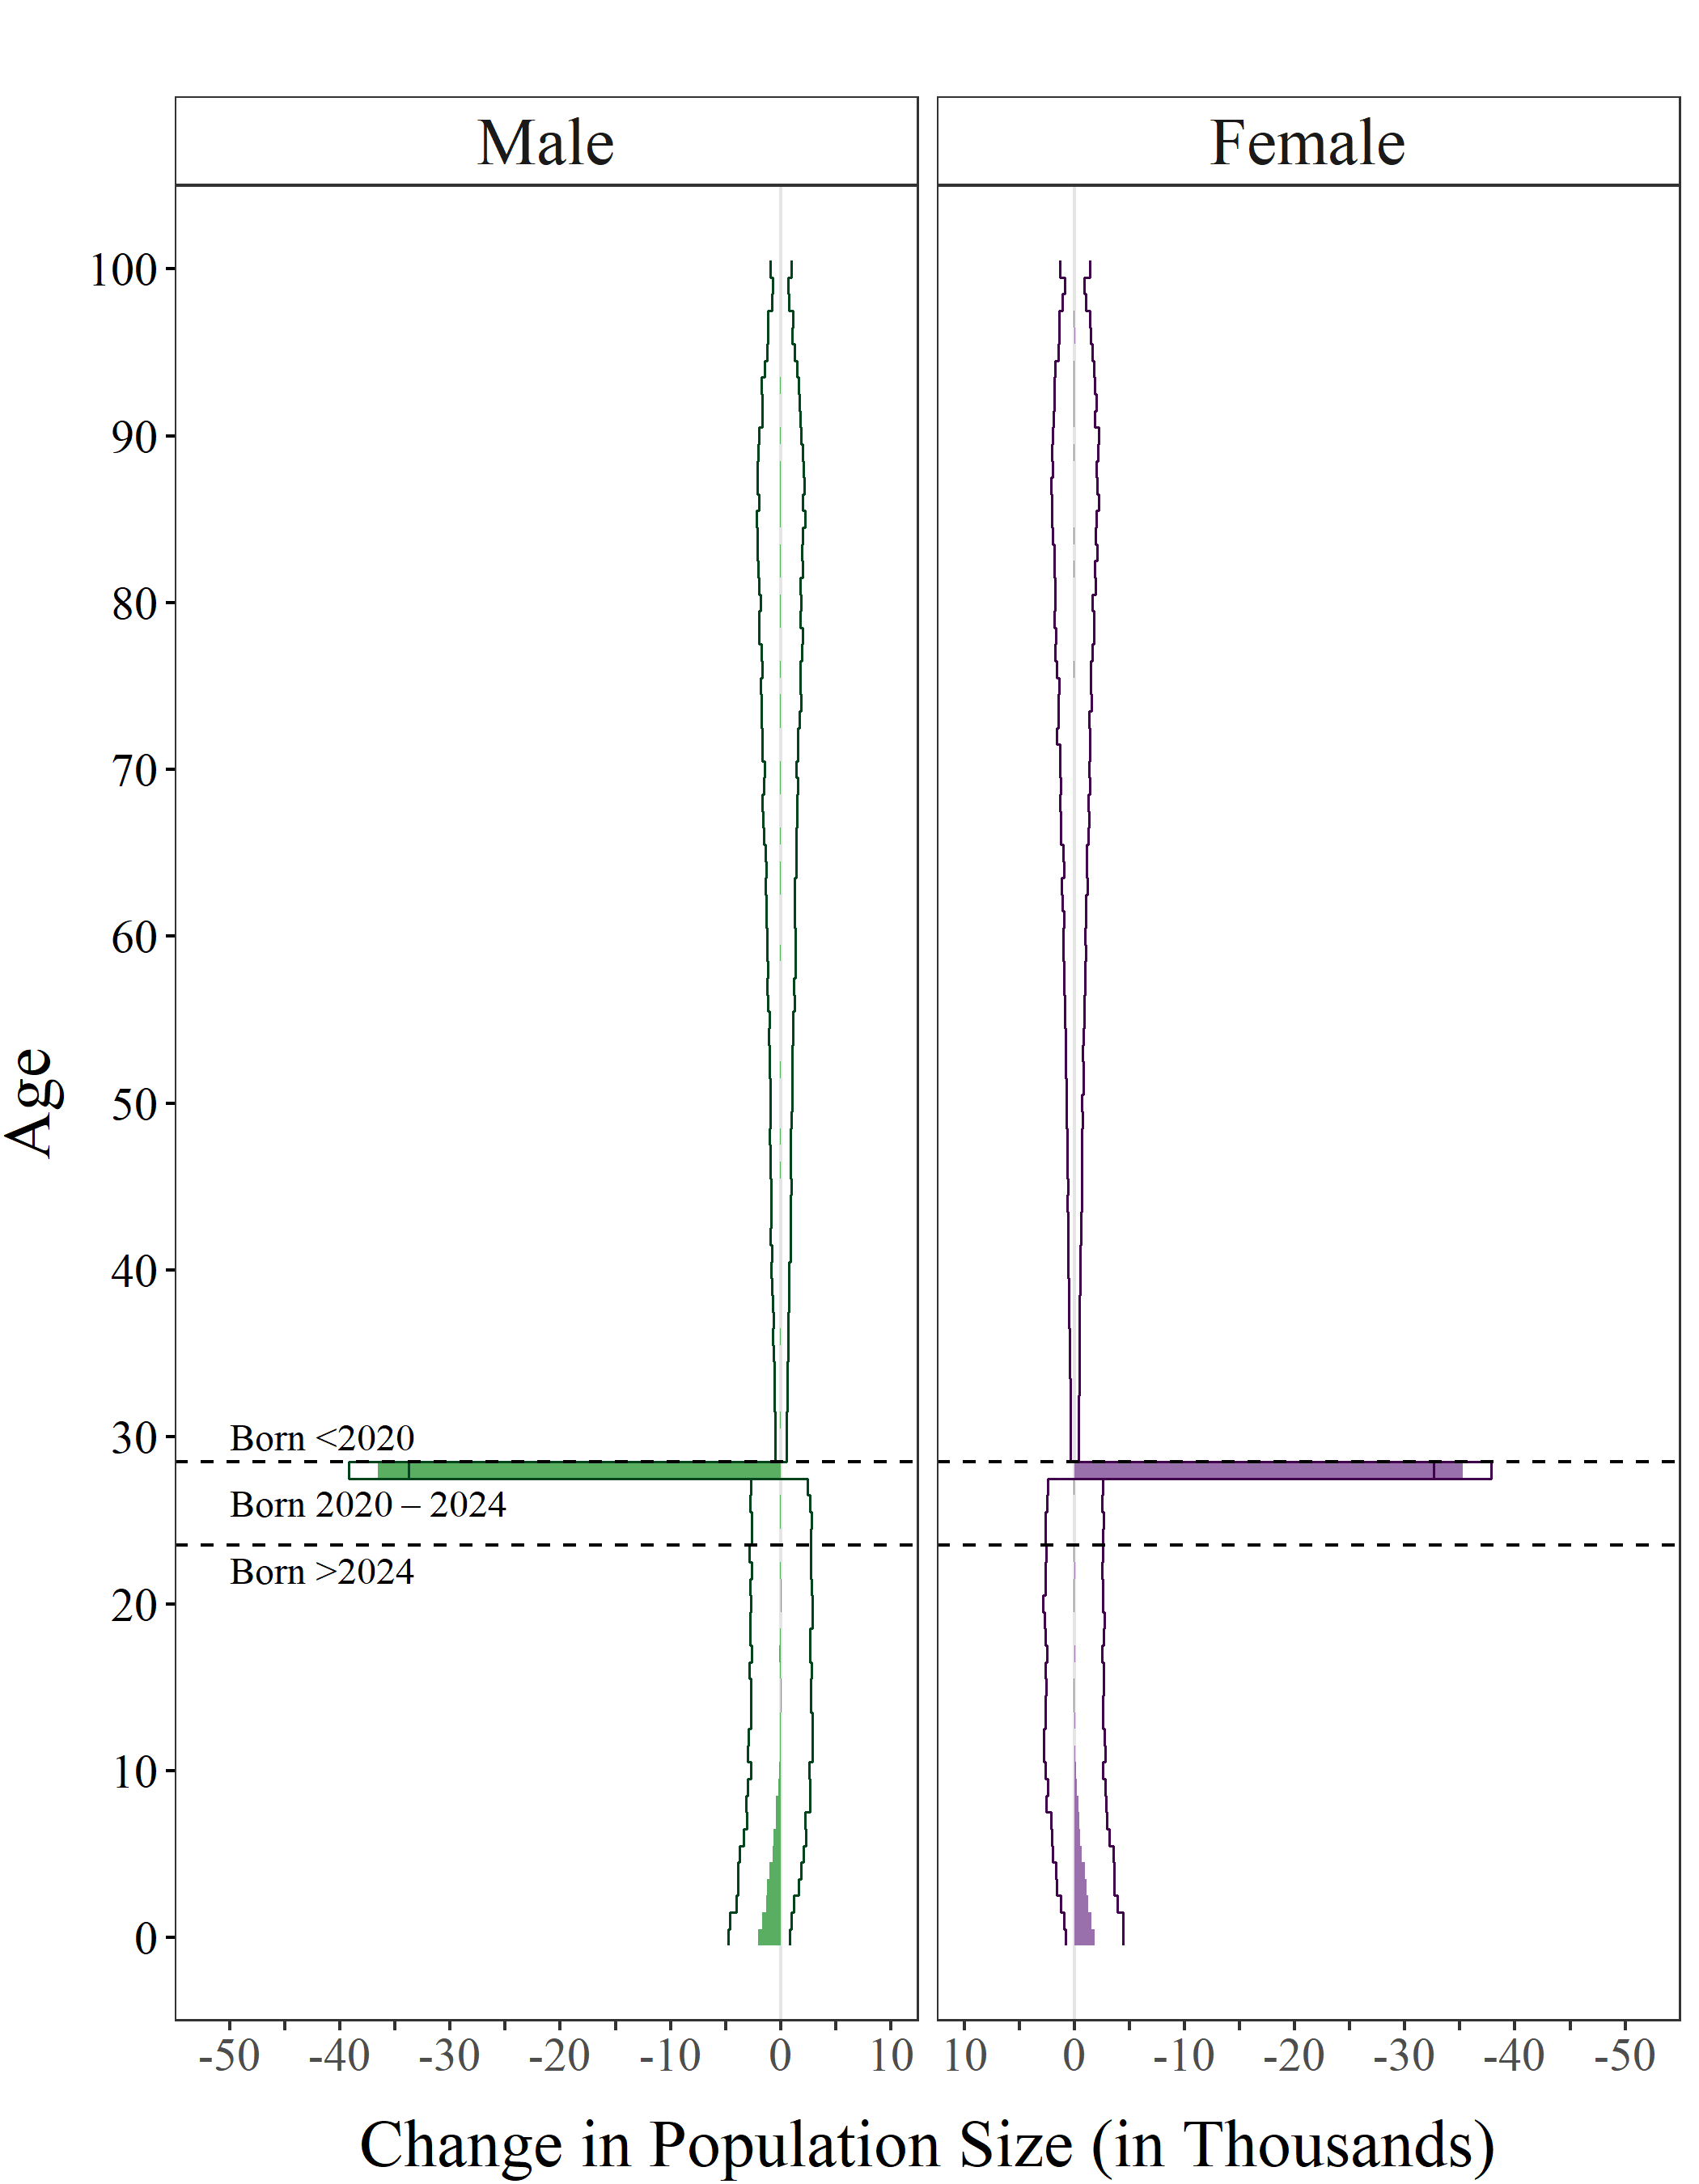 Male Female
100
90
80
70
60
50
40
30
20
10
0
Age
Born <2020
Born 2020 – 2024
Born >2024
-50 -40 -30 -20 -10 0 10 10 0 -10 -20 -30 -40 -50
Change in Population Size (in Thousands)